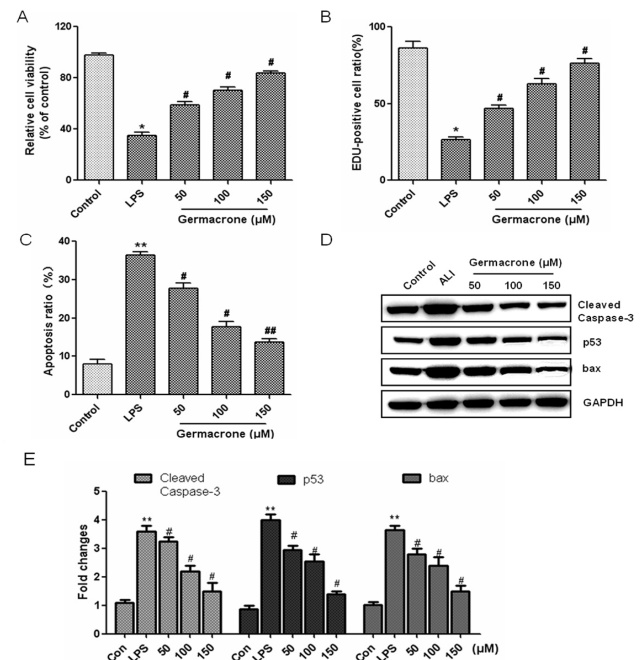 A
Relative cell viability
(% of control)
120
80
40
0
*
#
#
#
Control
LPS
50
100
150
Germacrone (μM)
B
EDU-positive cell ratio(%)
100
50
0
*
#
#
#
Control
LPS
50
100
150
Germacrone (μM)
C
Apoptosis ratio (%)
40
30
20
10
0
**
#
#
##
Control
LPS
50
100
150
Germacrone (μM)
D
Germacrone (μM)
Control
ALI
50
100
150
Cleaved
Caspase-3
p53
bax
GAPDH
E
Cleaved
Caspase-3
p53
bax
Fold changes
5
4
3
2
1
0
**
#
#
#
**
#
#
#
**
#
#
#
Con
LPS
50
100
150
Con
LPS
50
100
150
Con
LPS
50
100
150
(μM)